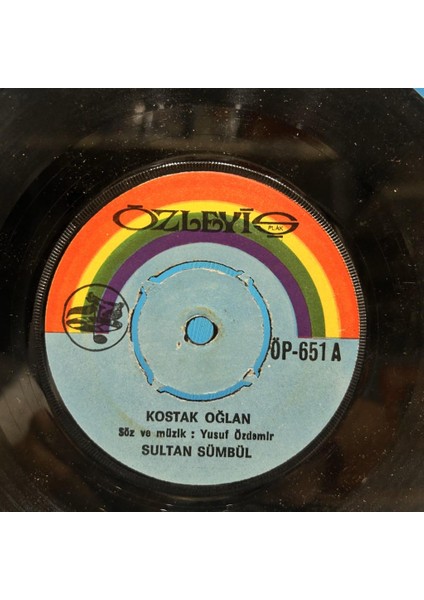 ÖZLEYİŞ
PLAK
ÖP-651 A
KOSTAK OĞLAN
Söz ve müzik : Yusuf Özdemir
SULTAN SÜMBÜL